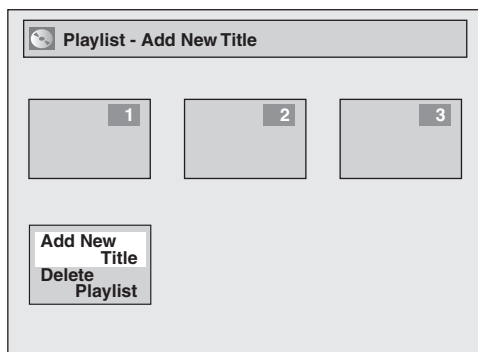 Playlist - Add New Title
1
2
3
Add New
Title
Delete
Playlist